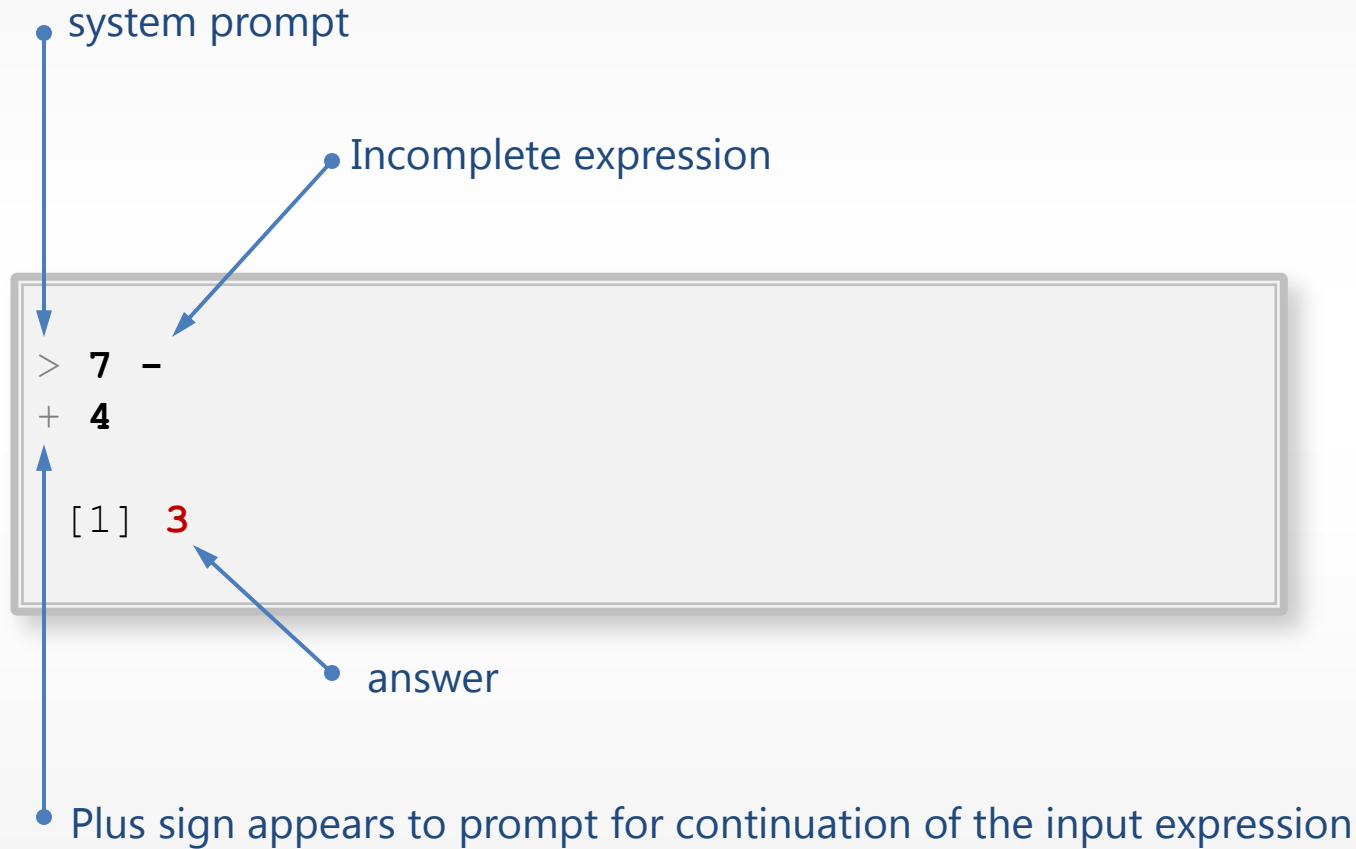 system prompt
Incomplete expression
> 7 -
+ 4
[1] 3
answer
Plus sign appears to prompt for continuation of the input expression